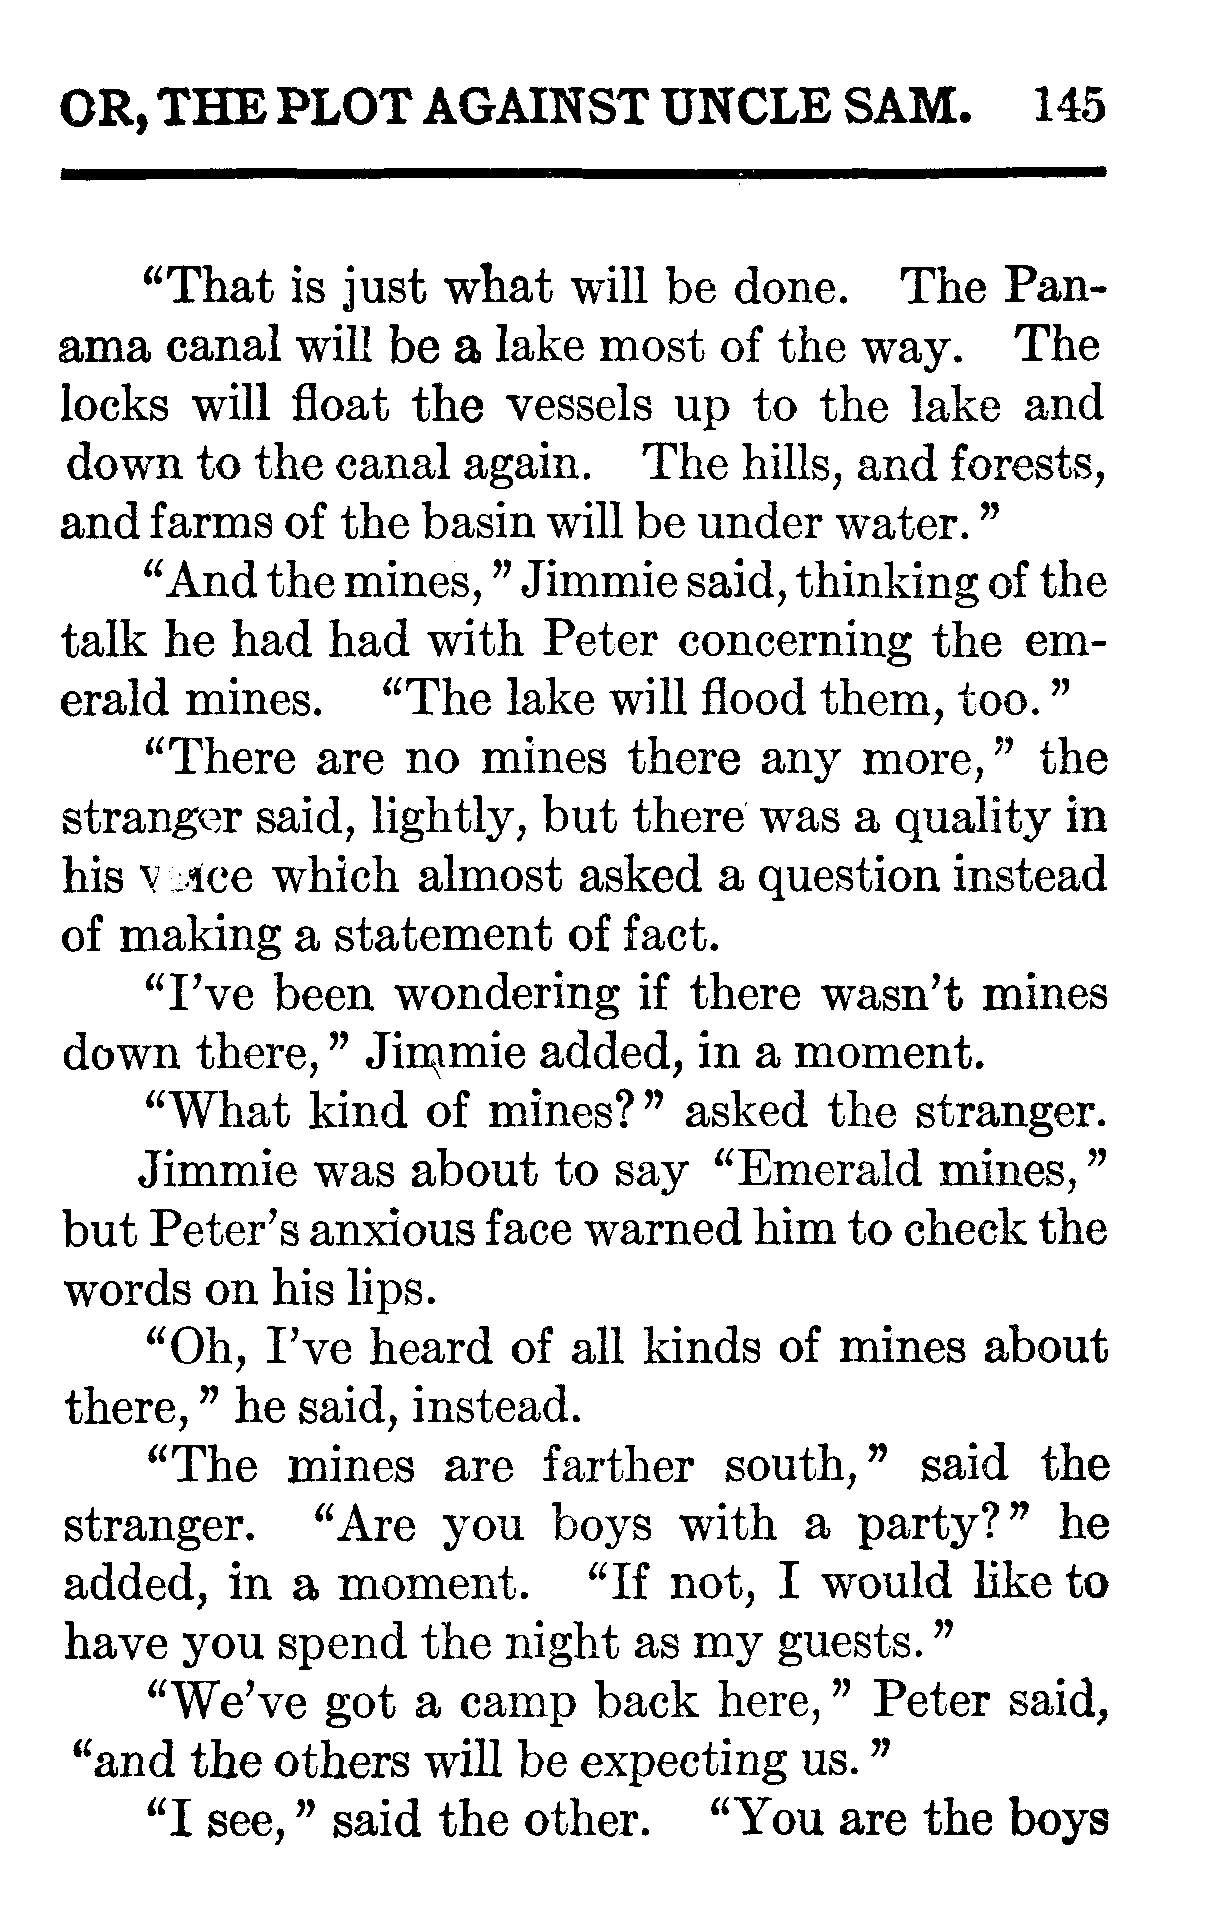 OR, THE PLOT AGAINST UNCLE SAM. 145
“That is just what will be done. The Pan-
ama canal will be a lake most of the way. The
locks will float the vessels up to the lake and
down to the canal again. The hills, and forests,
and farms of the basin will be under water.”
“And the mines,” Jimmie said, thinking of the
talk he had had with Peter concerning the em-
erald mines. “The lake will flood them, too.”
“There are no mines there any more,” the
stranger said, lightly, but there was a quality in
his voice which almost asked a question instead
of making a statement of fact.
“I’ve been wondering if there wasn’t mines
down there,” Jimmie added, in a moment.
“What kind of mines?” asked the stranger.
Jimmie was about to say “Emerald mines,”
but Peter’s anxious face warned him to check the
words on his lips.
“Oh, I’ve heard of all kinds of mines about
there,” he said, instead.
“The mines are farther south,” said the
stranger. “Are you boys with a party?” he
added, in a moment. “If not, I would like to
have you spend the night as my guests.”
“We’ve got a camp back here,” Peter said,
“and the others will be expecting us.”
“I see,” said the other. “You are the boys